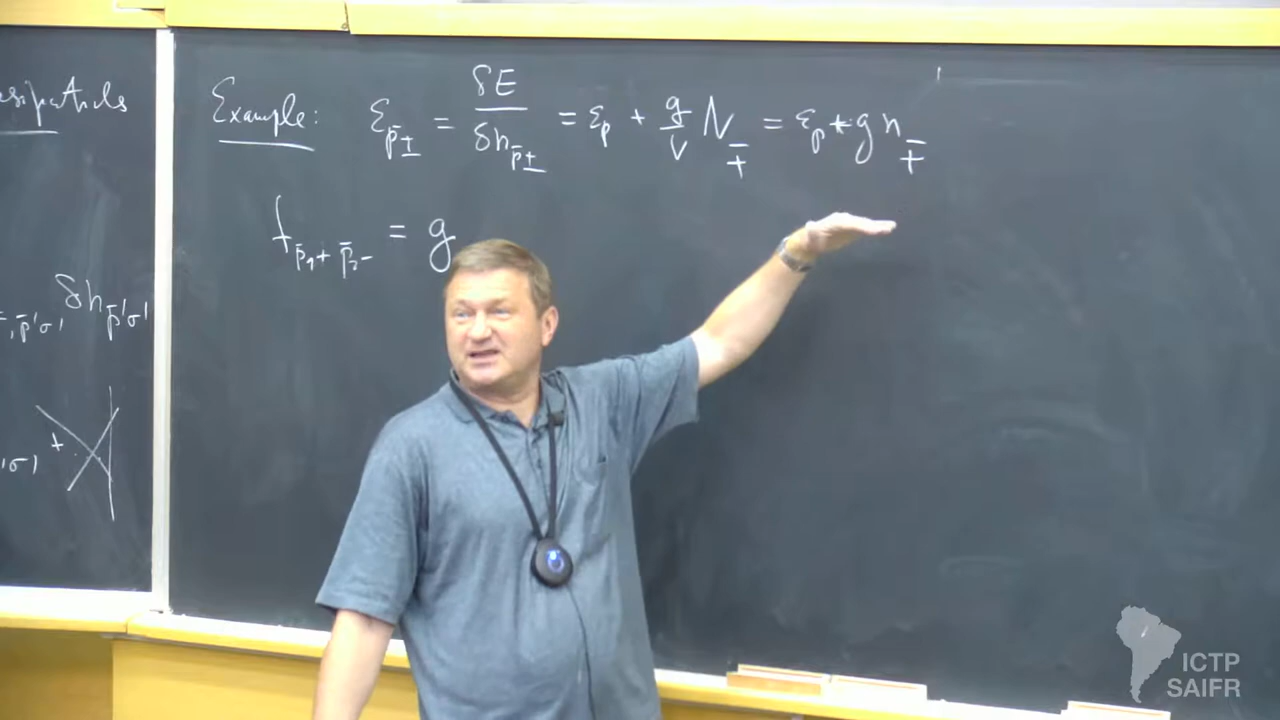 Example: ε_{p̄±} = δE / δn_{p̄±} = ε_p + g/V N_∓ = ε_p + g n_∓
f_{p̄₁+ p̄₂-} = g
, p̄'σ' δn_{p̄'σ'}
σ) +
ICTP
SAIFR